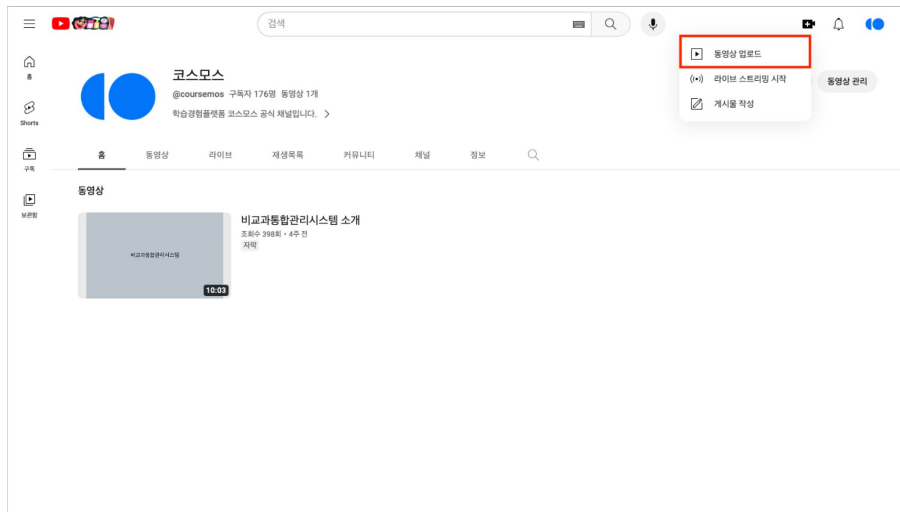 검색
동영상 업로드
라이브 스트리밍 시작
게시물 작성
동영상 관리
홈
Shorts
구독
보관함
코스모스
@coursemos 구독자 176명 동영상 1개
학습경험플랫폼 코스모스 공식 채널입니다.
홈 동영상 라이브 재생목록 커뮤니티 채널 정보
동영상
비교과통합관리시스템
10:03
비교과통합관리시스템 소개
조회수 398회 • 4주 전
자막